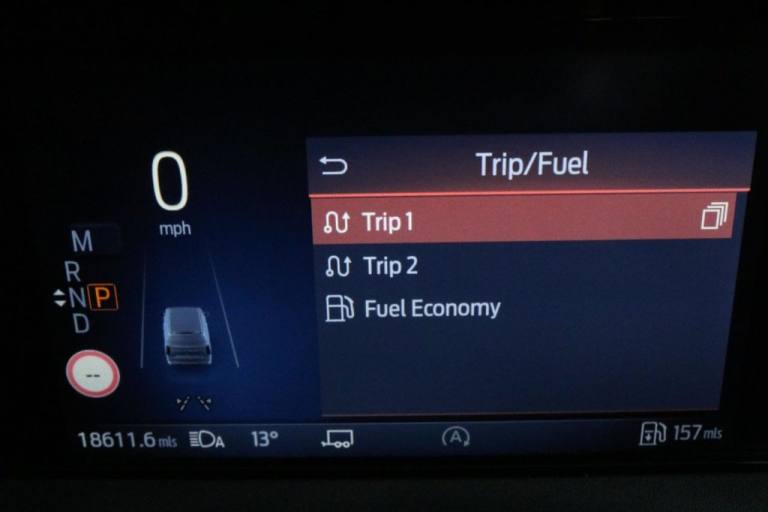 0
mph
M
R
N P
D
--
Trip/Fuel
Trip 1
Trip 2
Fuel Economy
18611.6 mls A 13° A 157 mls